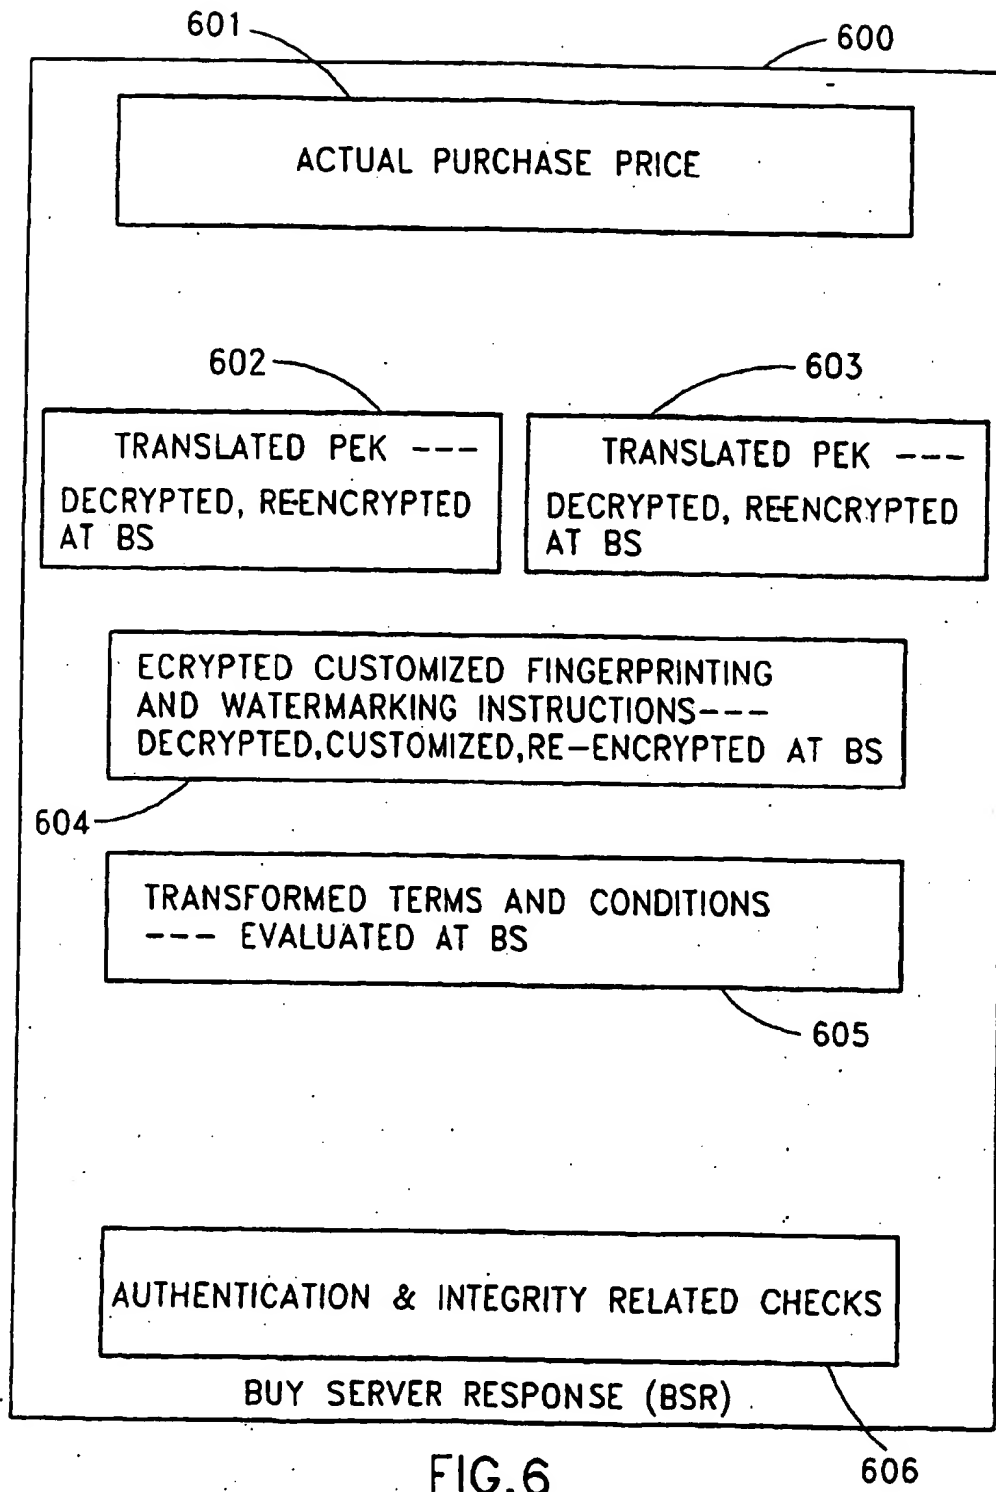 601
600
ACTUAL PURCHASE PRICE
602
603
TRANSLATED PEK ---
DECRYPTED, RE-ENCRYPTED
AT BS
TRANSLATED PEK ---
DECRYPTED, RE-ENCRYPTED
AT BS
ECRYPTED CUSTOMIZED FINGERPRINTING
AND WATERMARKING INSTRUCTIONS---
DECRYPTED,CUSTOMIZED,RE-ENCRYPTED AT BS
604
TRANSFORMED TERMS AND CONDITIONS
--- EVALUATED AT BS
605
AUTHENTICATION & INTEGRITY RELATED CHECKS
BUY SERVER RESPONSE (BSR)
606
FIG.6